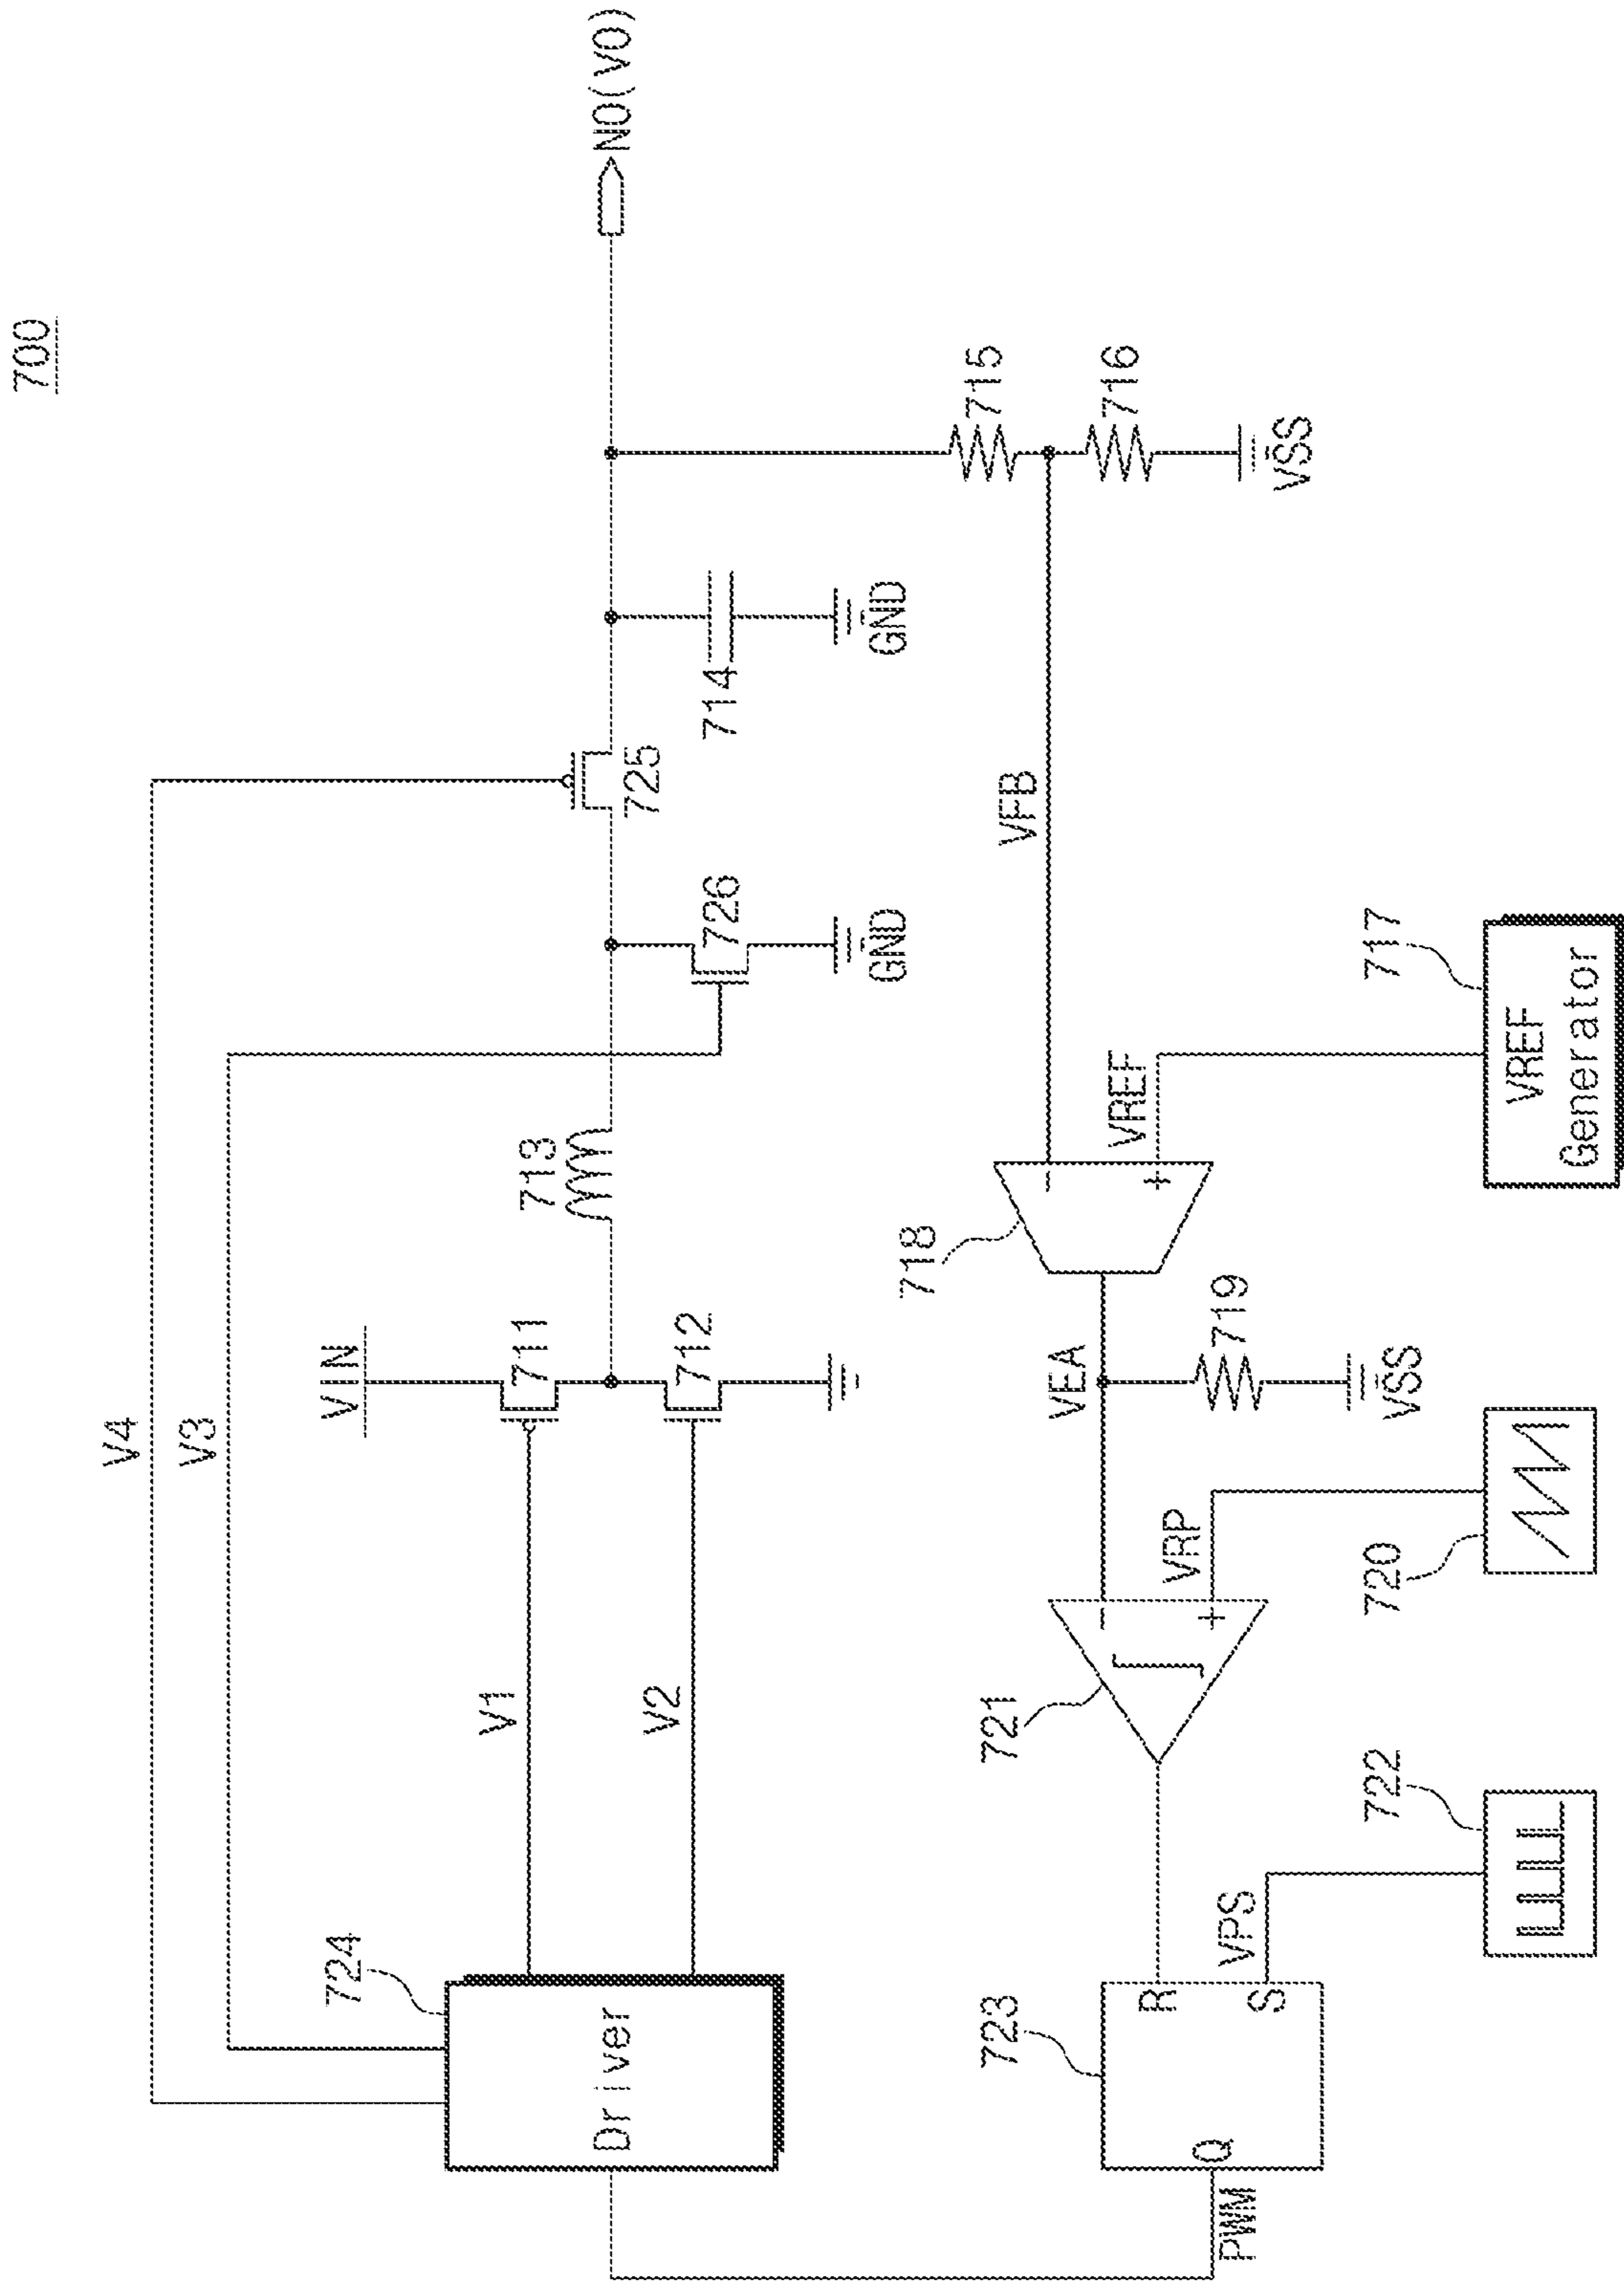 700
V4
V3
VIN
724
V1
711
713
725
NO(VO)
Driver
V2
712
726
714
GND
GND
718
VFB
715
723
721
VEA
VREF
716
R
VRP
719
Q
S
VPS
VSS
VSS
PWM
722
720
717
VREF
Generator